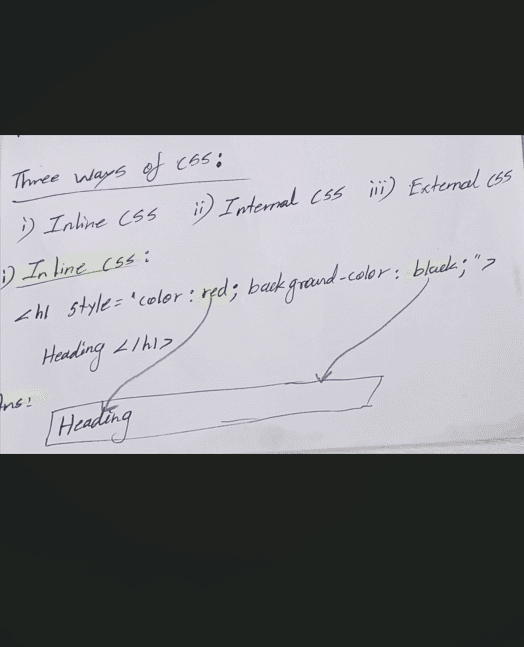 Three ways of CSS:
i) Inline CSS ii) Internal CSS iii) External CSS
i) Inline CSS:
<h1 style="color: red; background-color: black;">
Heading </h1>
Ans:
Heading